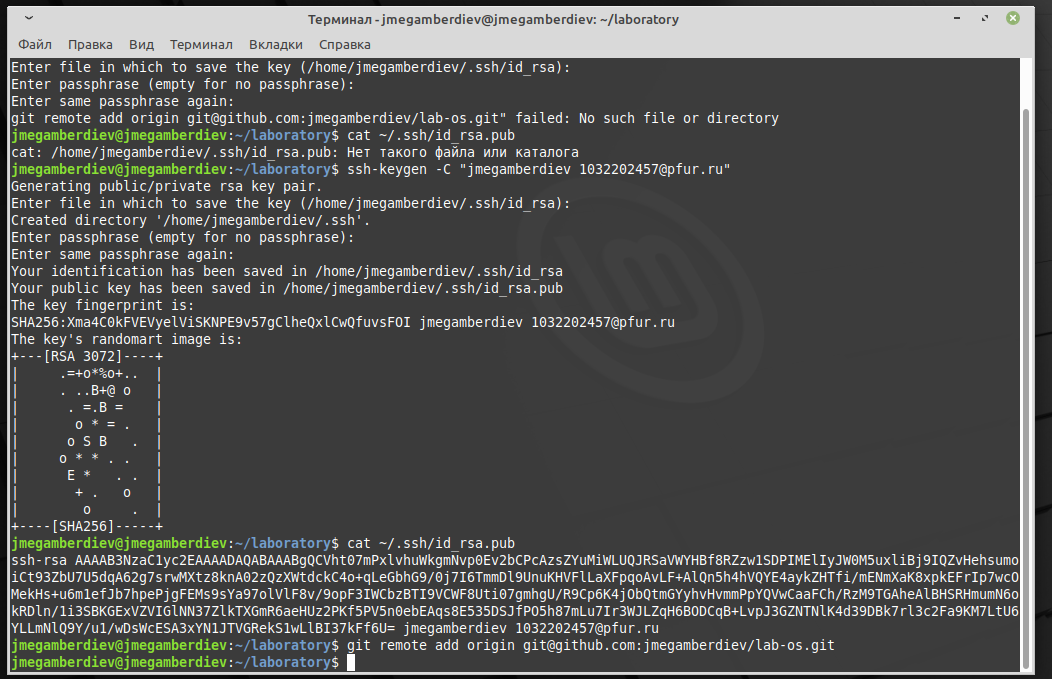 Терминал - jmegamberdiev@jmegamberdiev: ~/laboratory
Файл Правка Вид Терминал Вкладки Справка
Enter file in which to save the key (/home/jmegamberdiev/.ssh/id_rsa):
Enter passphrase (empty for no passphrase):
Enter same passphrase again:
git remote add origin git@github.com:jmegamberdiev/lab-os.git" failed: No such file or directory
jmegamberdiev@jmegamberdiev:~/laboratory$ cat ~/.ssh/id_rsa.pub
cat: /home/jmegamberdiev/.ssh/id_rsa.pub: Нет такого файла или каталога
jmegamberdiev@jmegamberdiev:~/laboratory$ ssh-keygen -C "jmegamberdiev 1032202457@pfur.ru"
Generating public/private rsa key pair.
Enter file in which to save the key (/home/jmegamberdiev/.ssh/id_rsa):
Created directory '/home/jmegamberdiev/.ssh'.
Enter passphrase (empty for no passphrase):
Enter same passphrase again:
Your identification has been saved in /home/jmegamberdiev/.ssh/id_rsa
Your public key has been saved in /home/jmegamberdiev/.ssh/id_rsa.pub
The key fingerprint is:
SHA256:Xma4C0kFVEVyelViSKNPE9v57gClheQxlCwQfuvsFOI jmegamberdiev 1032202457@pfur.ru
The key's randomart image is:
+---[RSA 3072]----+
|     .=+o*%o+..  |
|     . ..B+@ o   |
|      . =.B =    |
|       o * = .   |
|      o S B   .  |
|     o * * . .   |
|      E *   . .  |
|       + .   o   |
|        o     .  |
+----[SHA256]-----+
jmegamberdiev@jmegamberdiev:~/laboratory$ cat ~/.ssh/id_rsa.pub
ssh-rsa AAAAB3NzaC1yc2EAAAADAQABAAABgQCVht07mPxlvhuWkgmNvp0Ev2bCPcAzsZYuMiWLUQJRSaVWYHBf8RZzw1SDPIMElIyJW0M5uxliBj9IQZvHehsumo
iCt93ZbU7U5dqA62g7srwMXtz8knA02zQzXWtdckC4o+qLeGbhG9/0j7I6TmmDl9UnuKHVFlLaXFpqoAvLF+AlQn5h4hVQYE4aykZHTfi/mENmXaK8xpkEFrIp7wcO
MekHs+u6m1efJb7hpePjgFEMs9sYa97olVlF8v/9opF3IWCbzBTI9VCWF8Uti07gmhgU/R9Cp6K4jObQtmGYyhvHvmmPpYQVwCaaFCh/RzM9TGAheAlBHSRHmumN6o
kRDln/1i3SBKGExVZVIGlNN37ZlkTXGmR6aeHUz2PKf5PV5n0ebEAqs8E535DSJfPO5h87mLu7Ir3WJLZqH6BODCqB+LvpJ3GZNTNlK4d39DBk7rl3c2Fa9KM7LtU6
YLLmNlQ9Y/u1/wDsWcESA3xYN1JTVGRekS1wLlBI37kFf6U= jmegamberdiev 1032202457@pfur.ru
jmegamberdiev@jmegamberdiev:~/laboratory$ git remote add origin git@github.com:jmegamberdiev/lab-os.git
jmegamberdiev@jmegamberdiev:~/laboratory$